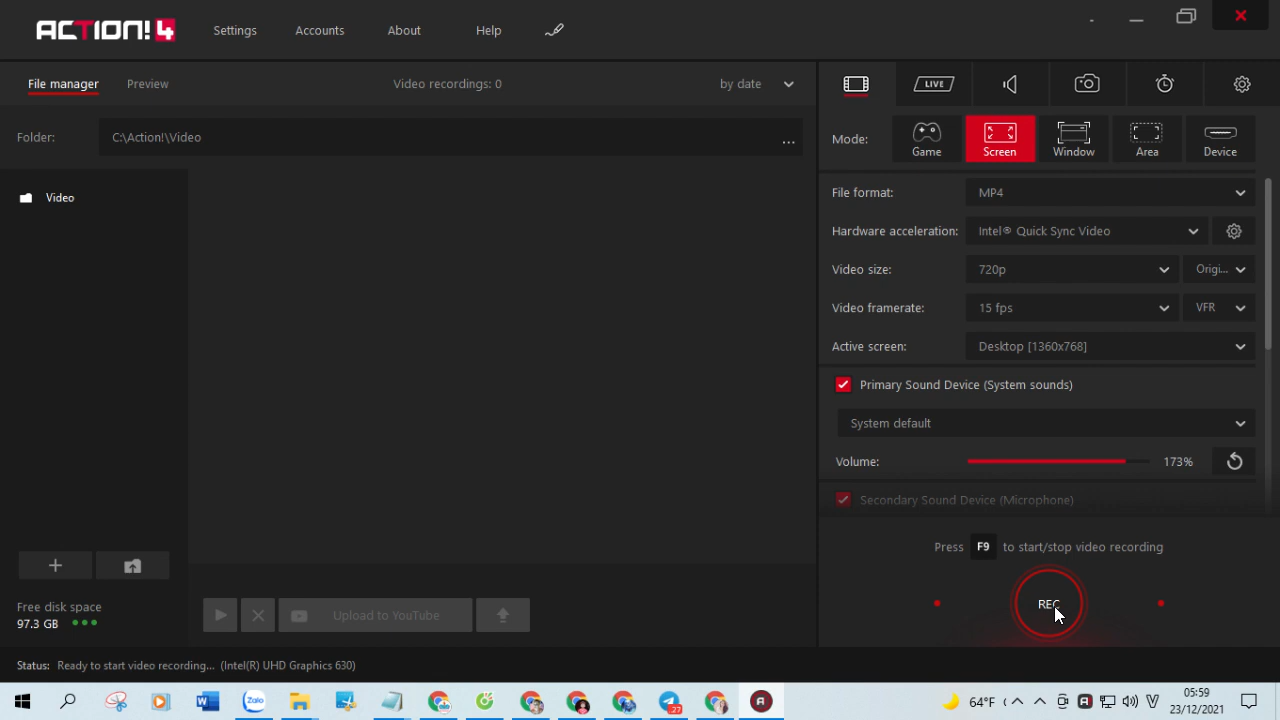 ACTION! 4
Settings Accounts About Help
File manager Preview Video recordings: 0 by date
LIVE
Folder: C:\Action!\Video ...
Mode: Game Screen Window Area Device
Video
File format: MP4
Hardware acceleration: Intel® Quick Sync Video
Video size: 720p Origi...
Video framerate: 15 fps VFR
Active screen: Desktop [1360x768]
Primary Sound Device (System sounds)
System default
Volume: 173%
Secondary Sound Device (Microphone)
Press F9 to start/stop video recording
REC
Free disk space
97.3 GB
Upload to YouTube
Status: Ready to start video recording... (Intel(R) UHD Graphics 630)
Zalo
27
64°F
05:59
23/12/2021